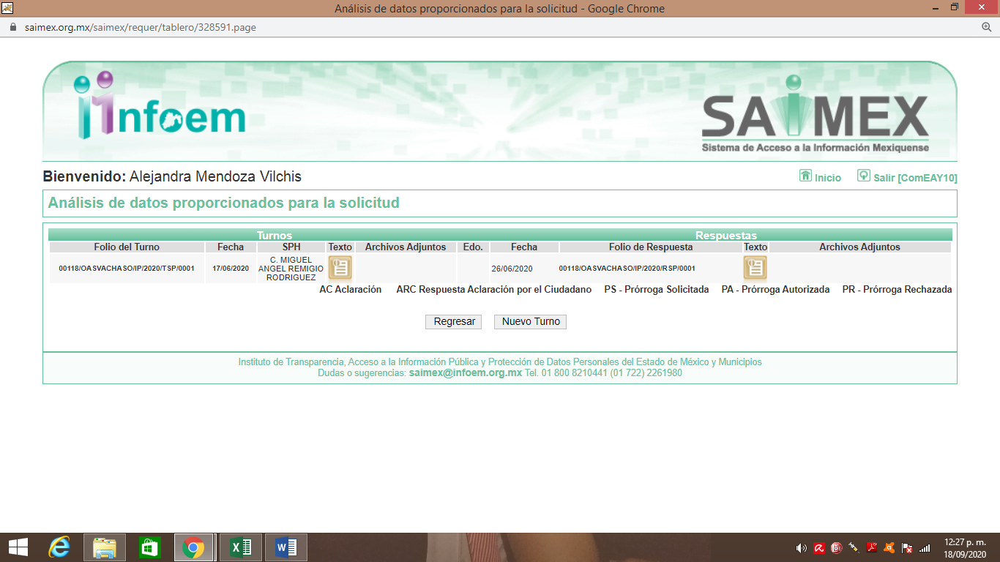 Análisis de datos proporcionados para la solicitud - Google Chrome
saimex.org.mx/saimex/requer/tablero/328591.page
infoem
SAIMEX
Sistema de Acceso a la Información Mexiquense
Bienvenido: Alejandra Mendoza Vilchis
Inicio Salir [ComEAY10]
Análisis de datos proporcionados para la solicitud
Turnos Respuestas
Folio del Turno Fecha SPH Texto Archivos Adjuntos Edo. Fecha Folio de Respuesta Texto Archivos Adjuntos
00118/OASVACHASO/IP/2020/TSP/0001 17/06/2020 C. MIGUEL
ANGEL REMIGIO
RODRIGUEZ
26/06/2020 00118/OASVACHASO/IP/2020/RSP/0001
AC Aclaración ARC Respuesta Aclaración por el Ciudadano PS - Prórroga Solicitada PA - Prórroga Autorizada PR - Prórroga Rechazada
Regresar Nuevo Turno
Instituto de Transparencia, Acceso a la Información Pública y Protección de Datos Personales del Estado de México y Municipios
Dudas o sugerencias: saimex@infoem.org.mx Tel. 01 800 8210441 (01 722) 2261980
12:27 p. m.
18/09/2020